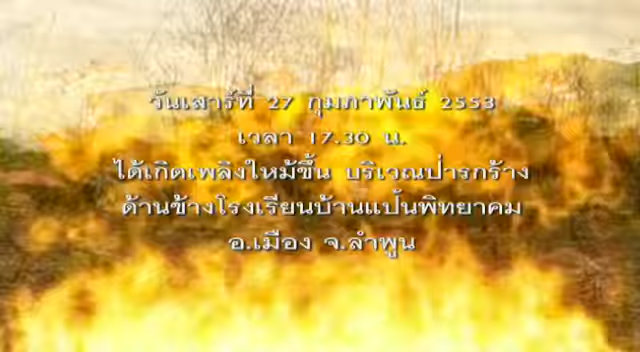 วันเสาร์ที่ 27 กุมภาพันธ์ 2553
เวลา 17.30 น.
ได้เกิดเพลิงใหม้ขึ้น บริเวณป่ารกร้าง
ด้านข้างโรงเรียนบ้านแป้นพิทยาคม
อ.เมือง จ.ลำพูน